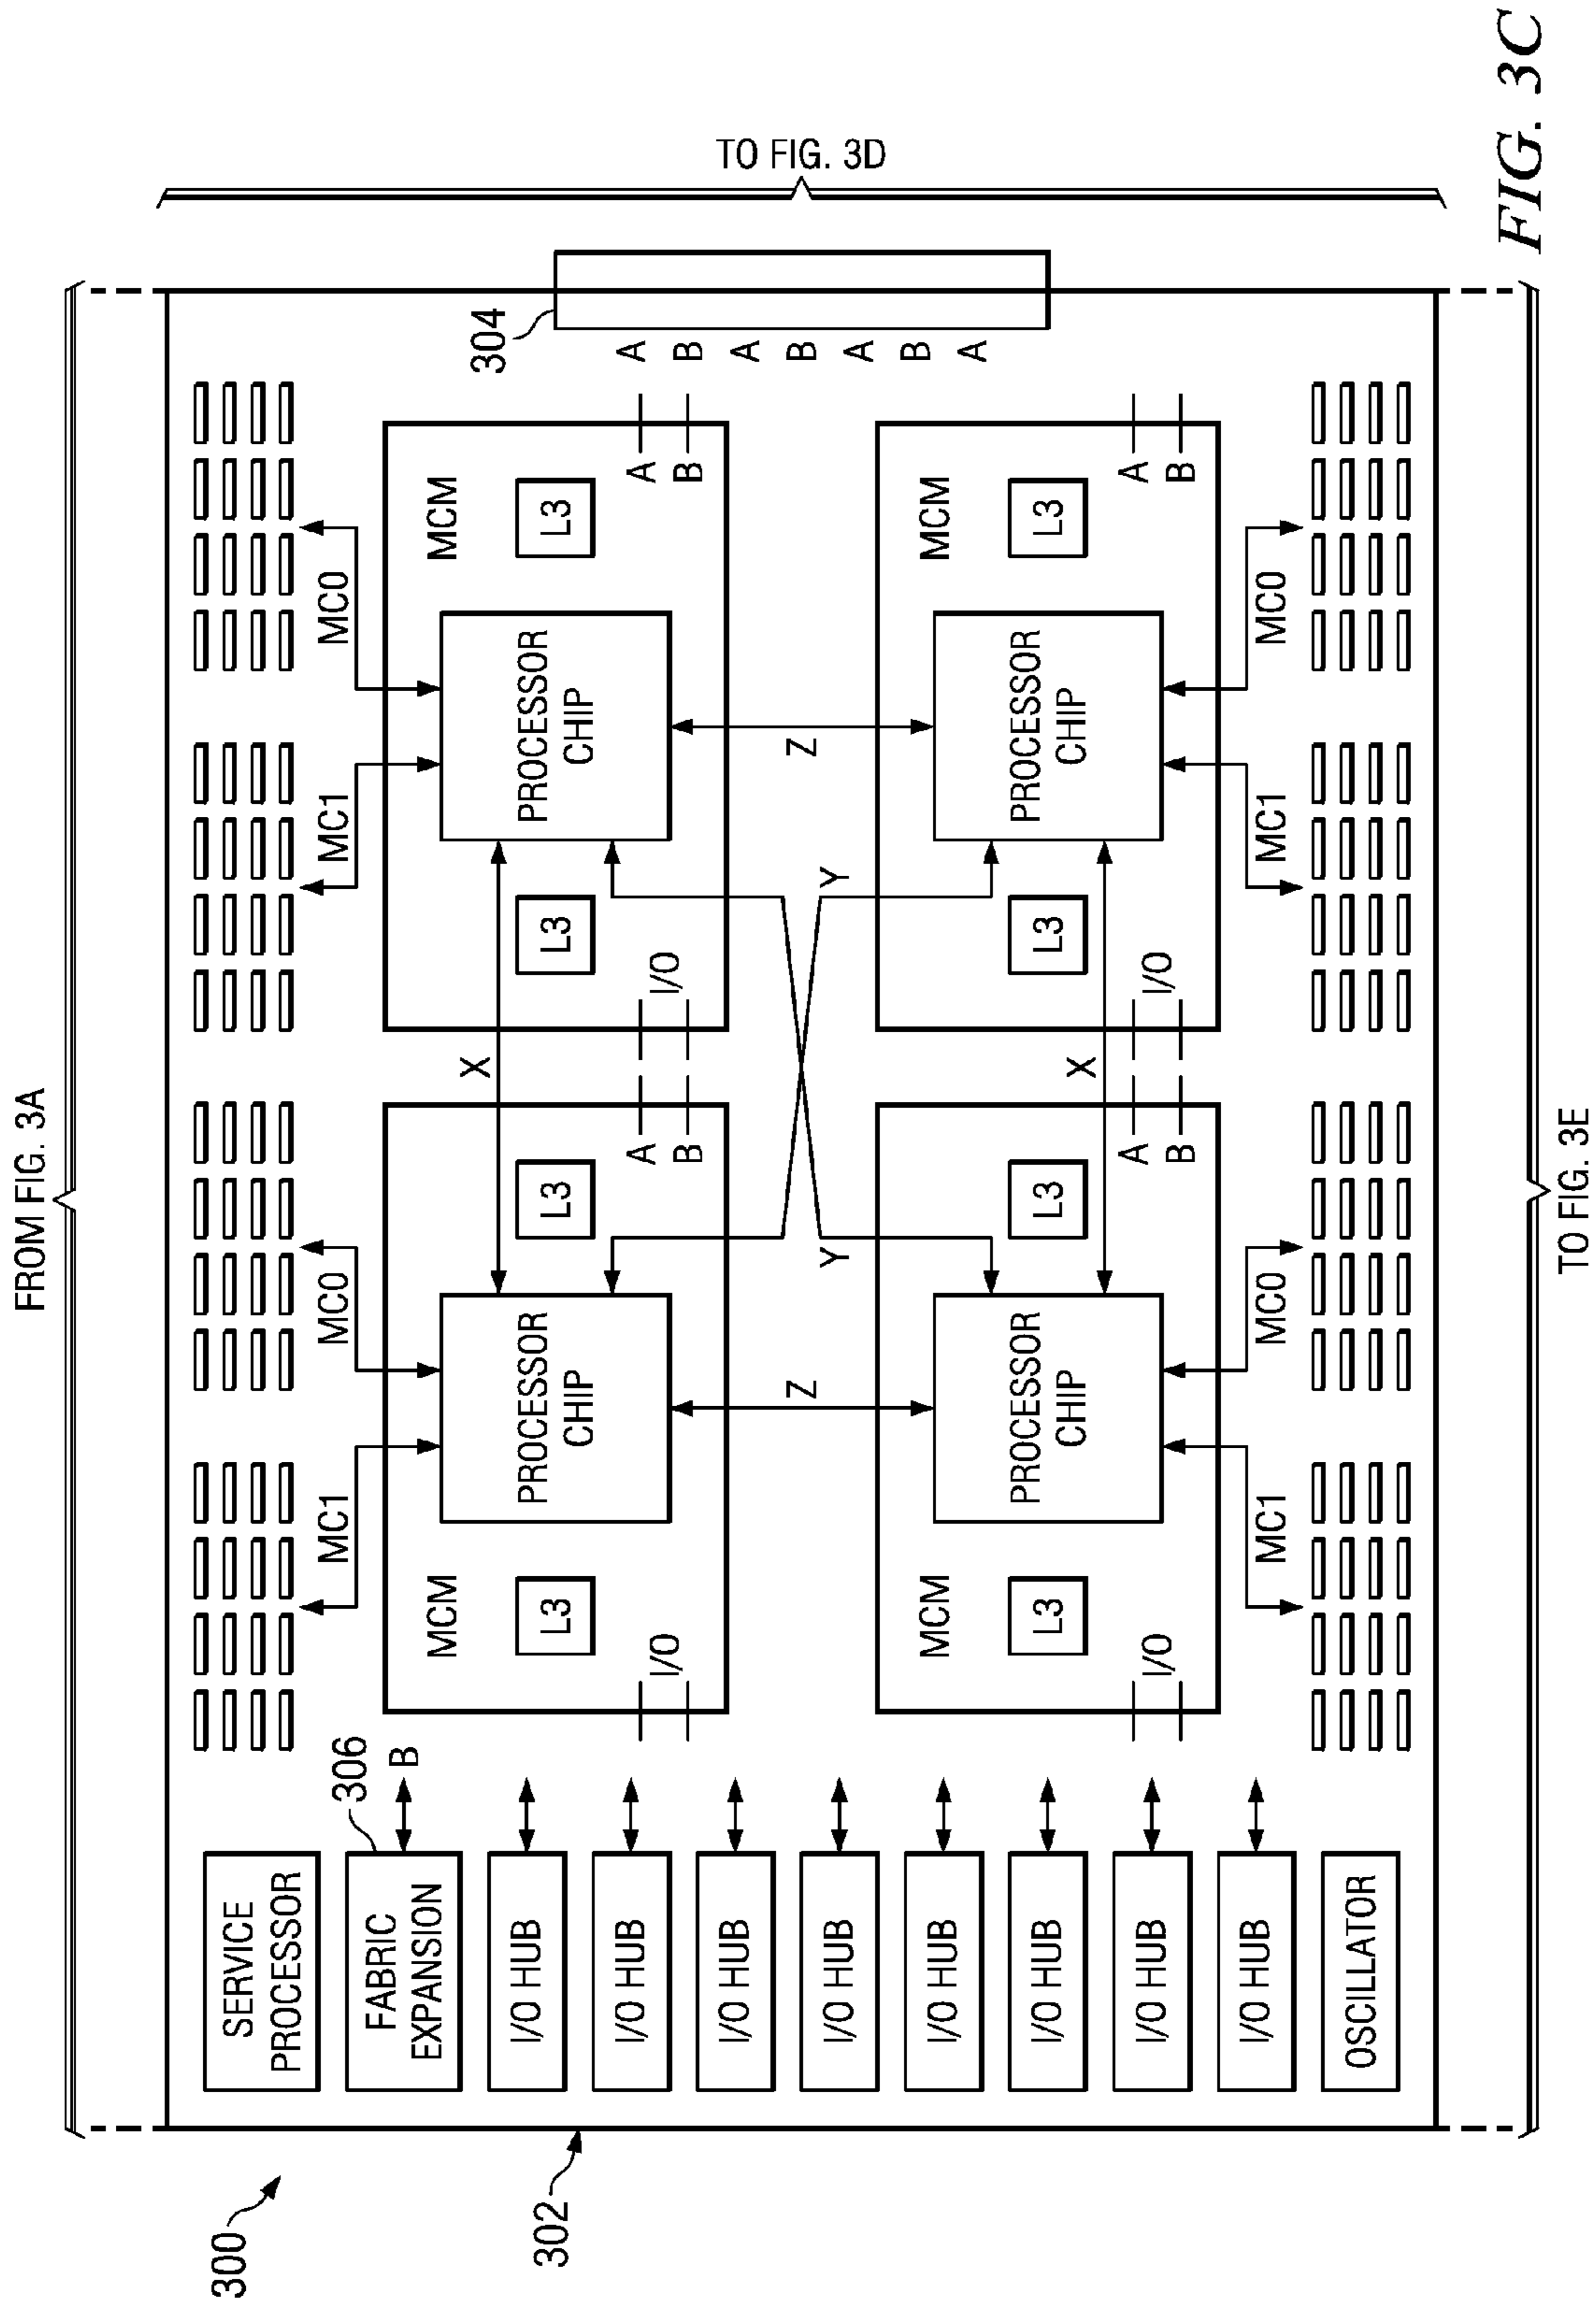 FROM FIG. 3A
300
302
SERVICE
PROCESSOR
FABRIC
EXPANSION
306
B
I/O HUB
I/O HUB
I/O HUB
I/O HUB
I/O HUB
I/O HUB
I/O HUB
I/O HUB
OSCILLATOR
MC1
MC0
MC1
MC0
MCM
L3
PROCESSOR
CHIP
L3
I/O
A
B
X
L3
PROCESSOR
CHIP
MCM
L3
I/O
A
B
304
A
B
A
B
A
B
A
TO FIG. 3D
Z
Z
Y
Y
MCM
L3
PROCESSOR
CHIP
L3
I/O
A
B
X
L3
PROCESSOR
CHIP
MCM
L3
I/O
A
B
MC1
MC0
MC1
MC0
TO FIG. 3E
FIG. 3C